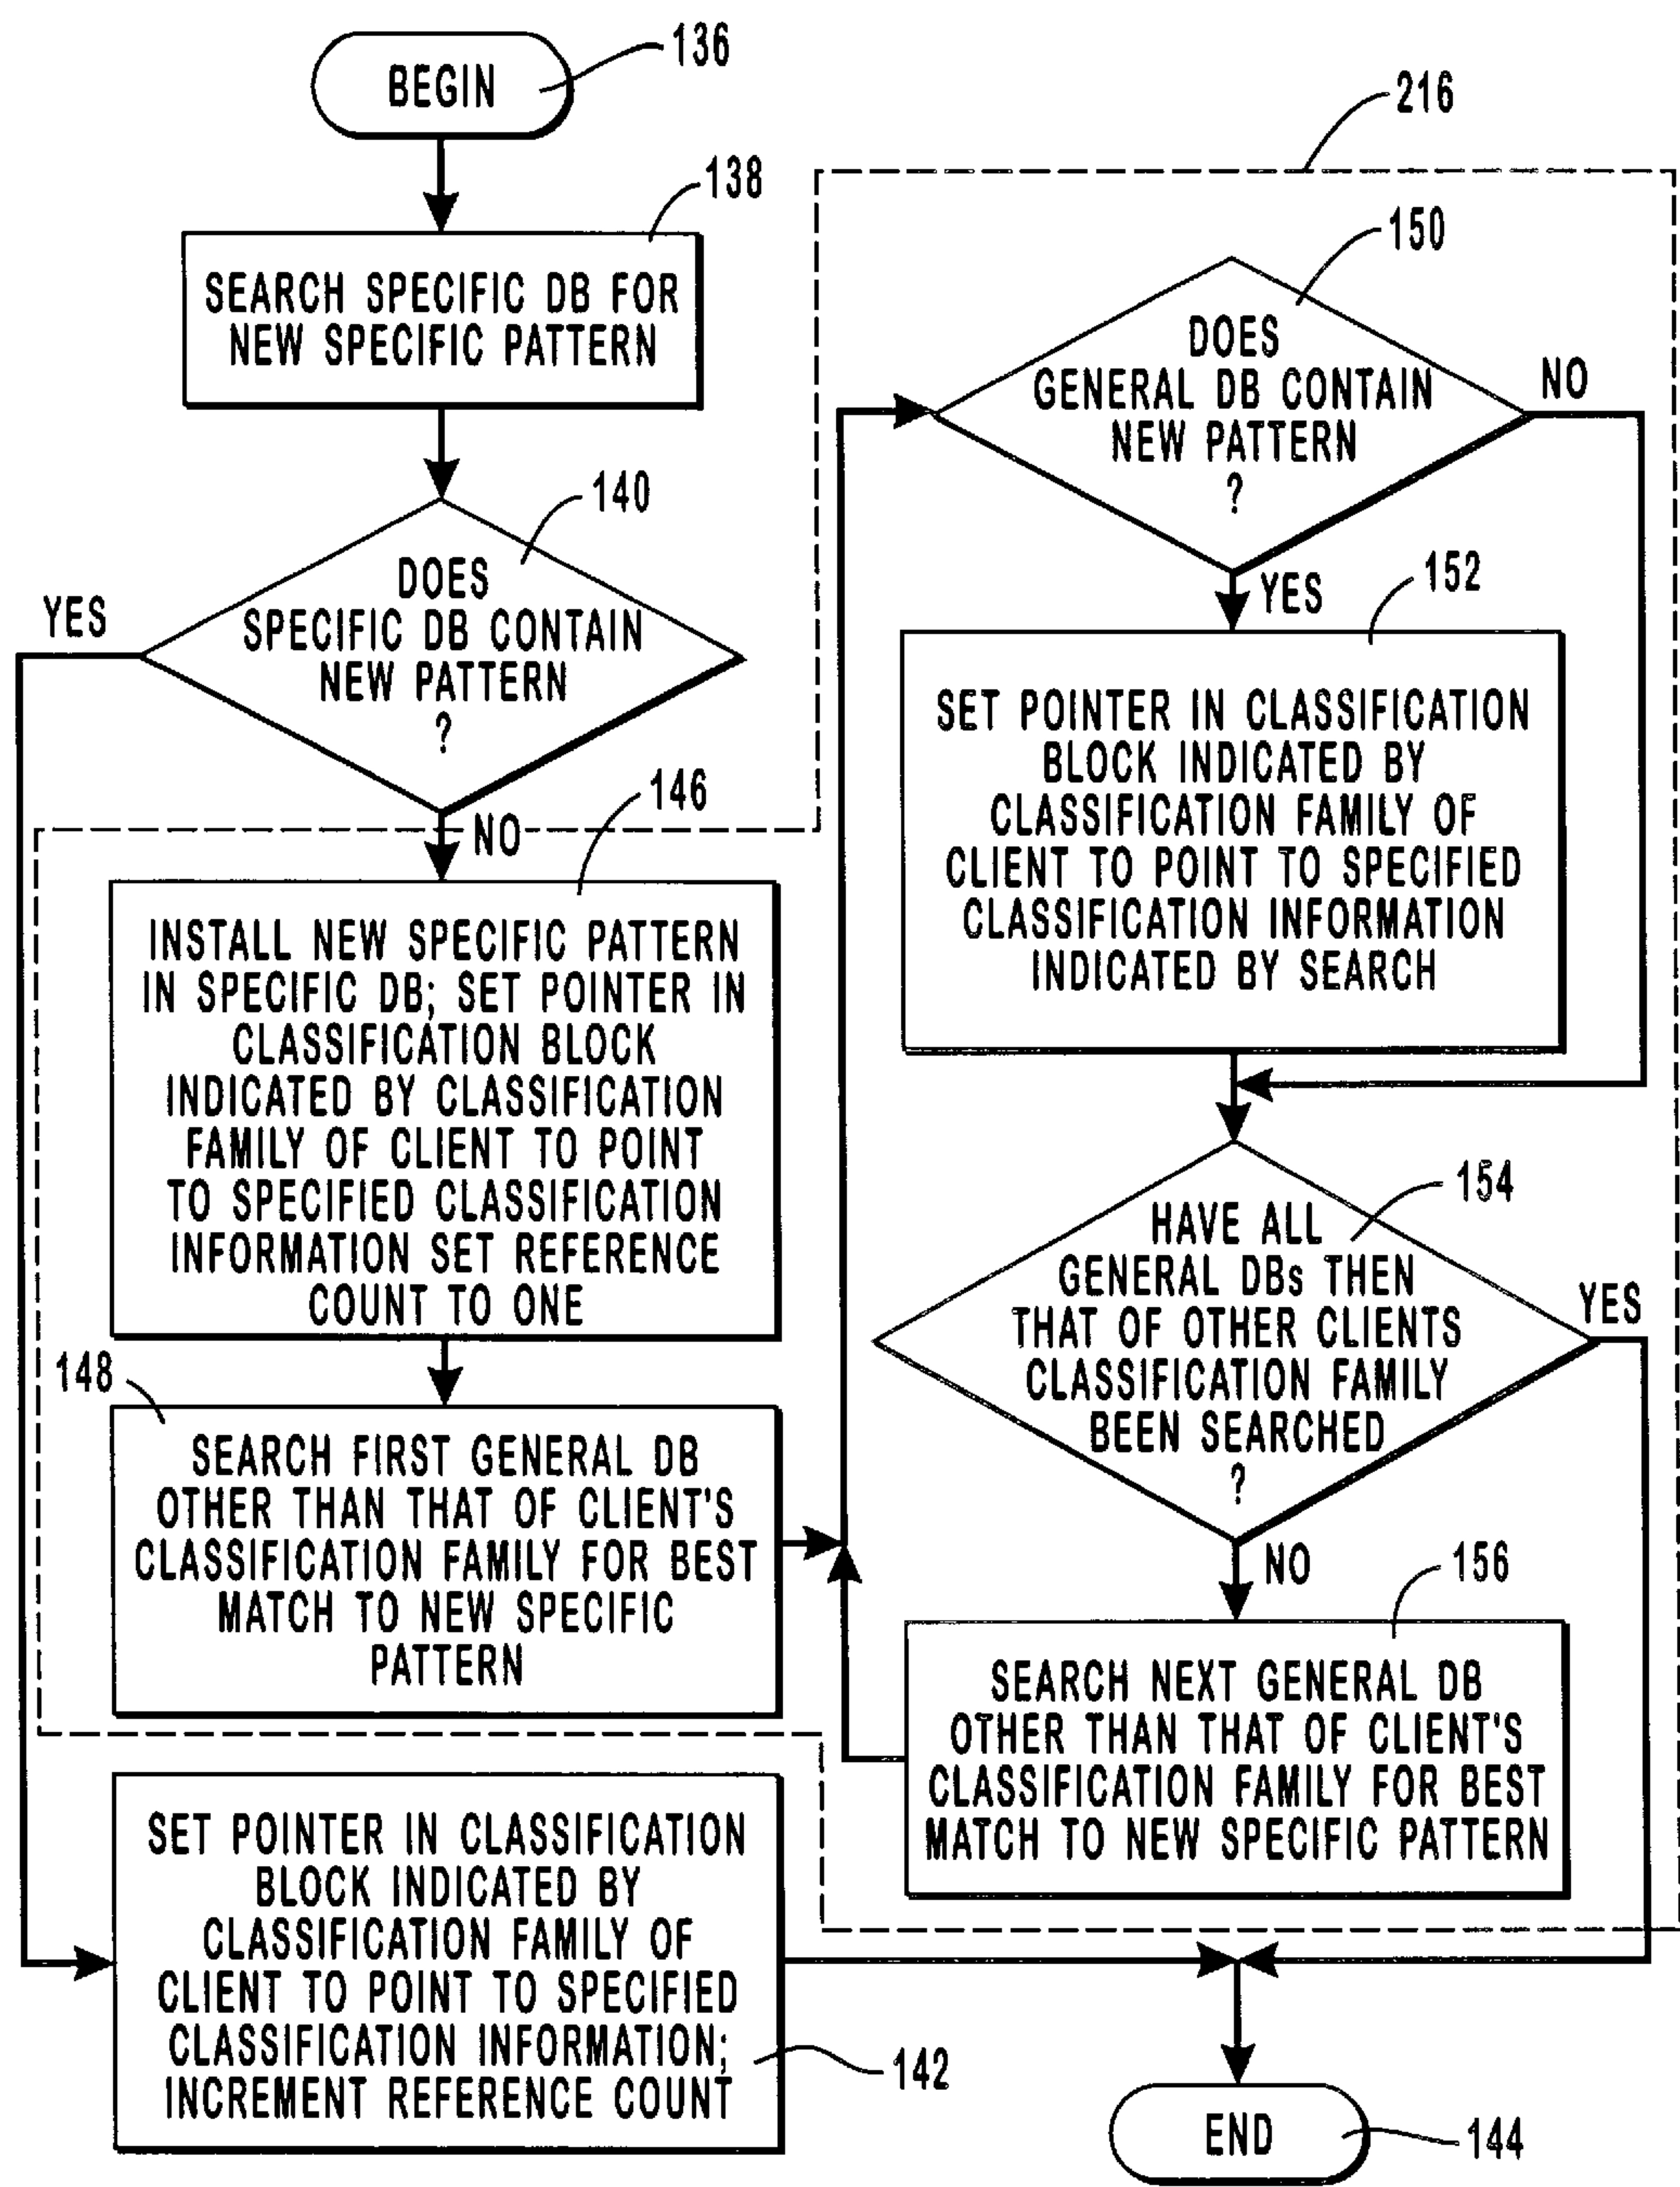 BEGIN
136
138
SEARCH SPECIFIC DB FOR
NEW SPECIFIC PATTERN
140
DOES
SPECIFIC DB CONTAIN
NEW PATTERN
?
YES
NO
146
INSTALL NEW SPECIFIC PATTERN
IN SPECIFIC DB; SET POINTER IN
CLASSIFICATION BLOCK
INDICATED BY CLASSIFICATION
FAMILY OF CLIENT TO POINT
TO SPECIFIED CLASSIFICATION
INFORMATION SET REFERENCE
COUNT TO ONE
148
SEARCH FIRST GENERAL DB
OTHER THAN THAT OF CLIENT'S
CLASSIFICATION FAMILY FOR BEST
MATCH TO NEW SPECIFIC
PATTERN
SET POINTER IN CLASSIFICATION
BLOCK INDICATED BY
CLASSIFICATION FAMILY OF
CLIENT TO POINT TO SPECIFIED
CLASSIFICATION INFORMATION;
INCREMENT REFERENCE COUNT
142
216
150
DOES
GENERAL DB CONTAIN
NEW PATTERN
?
NO
YES
152
SET POINTER IN CLASSIFICATION
BLOCK INDICATED BY
CLASSIFICATION FAMILY OF
CLIENT TO POINT TO SPECIFIED
CLASSIFICATION INFORMATION
INDICATED BY SEARCH
154
HAVE ALL
GENERAL DBs THEN
THAT OF OTHER CLIENTS
CLASSIFICATION FAMILY
BEEN SEARCHED
?
YES
NO
156
SEARCH NEXT GENERAL DB
OTHER THAN THAT OF CLIENT'S
CLASSIFICATION FAMILY FOR BEST
MATCH TO NEW SPECIFIC PATTERN
END
144